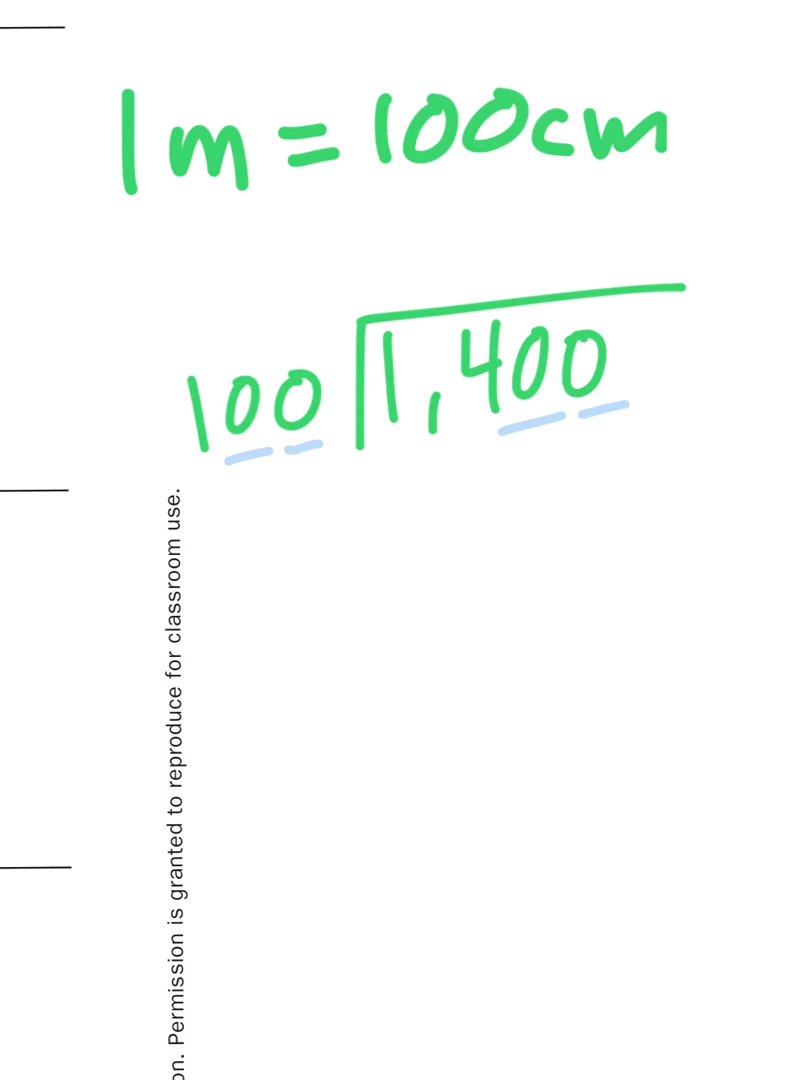 1m = 100cm
100 1,400
on. Permission is granted to reproduce for classroom use.